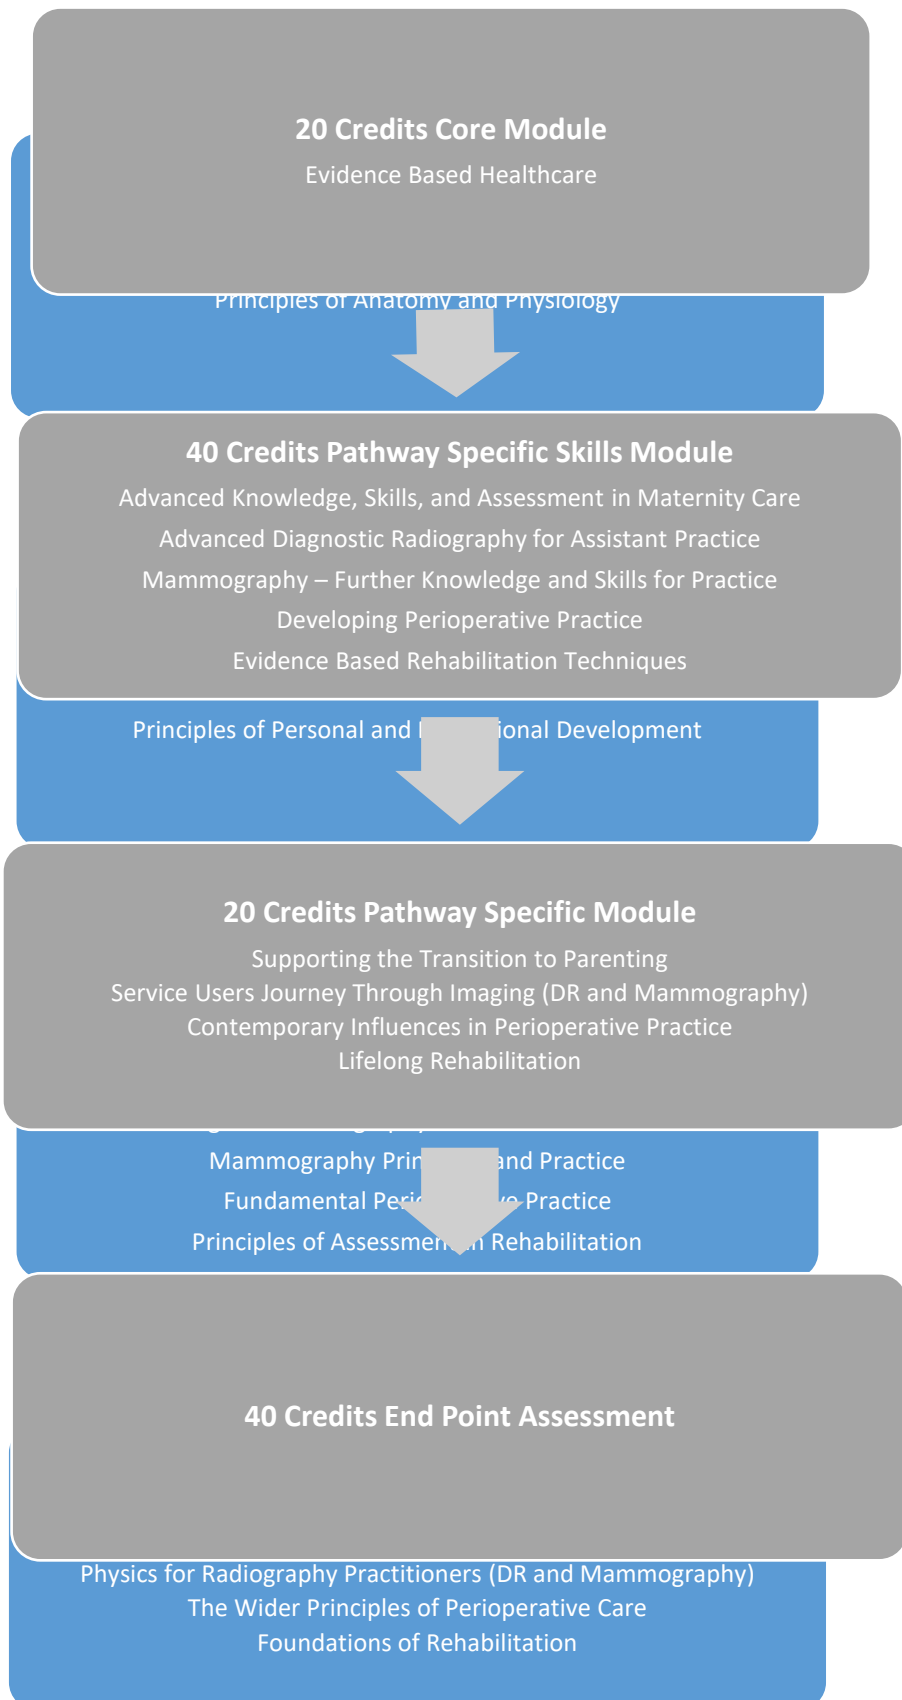 20 Credits Core Module
Evidence Based Healthcare
Principles of Anatomy and Physiology
40 Credits Pathway Specific Skills Module
Advanced Knowledge, Skills, and Assessment in Maternity Care
Advanced Diagnostic Radiography for Assistant Practice
Mammography – Further Knowledge and Skills for Practice
Developing Perioperative Practice
Evidence Based Rehabilitation Techniques
Principles of Personal and Development
20 Credits Pathway Specific Module
Supporting the Transition to Parenting
Service Users Journey Through Imaging (DR and Mammography)
Contemporary Influences in Perioperative Practice
Lifelong Rehabilitation
Mammography and Practice
Fundamental Practice
Principles of Assessment in Rehabilitation
40 Credits End Point Assessment
Physics for Radiography Practitioners (DR and Mammography)
The Wider Principles of Perioperative Care
Foundations of Rehabilitation